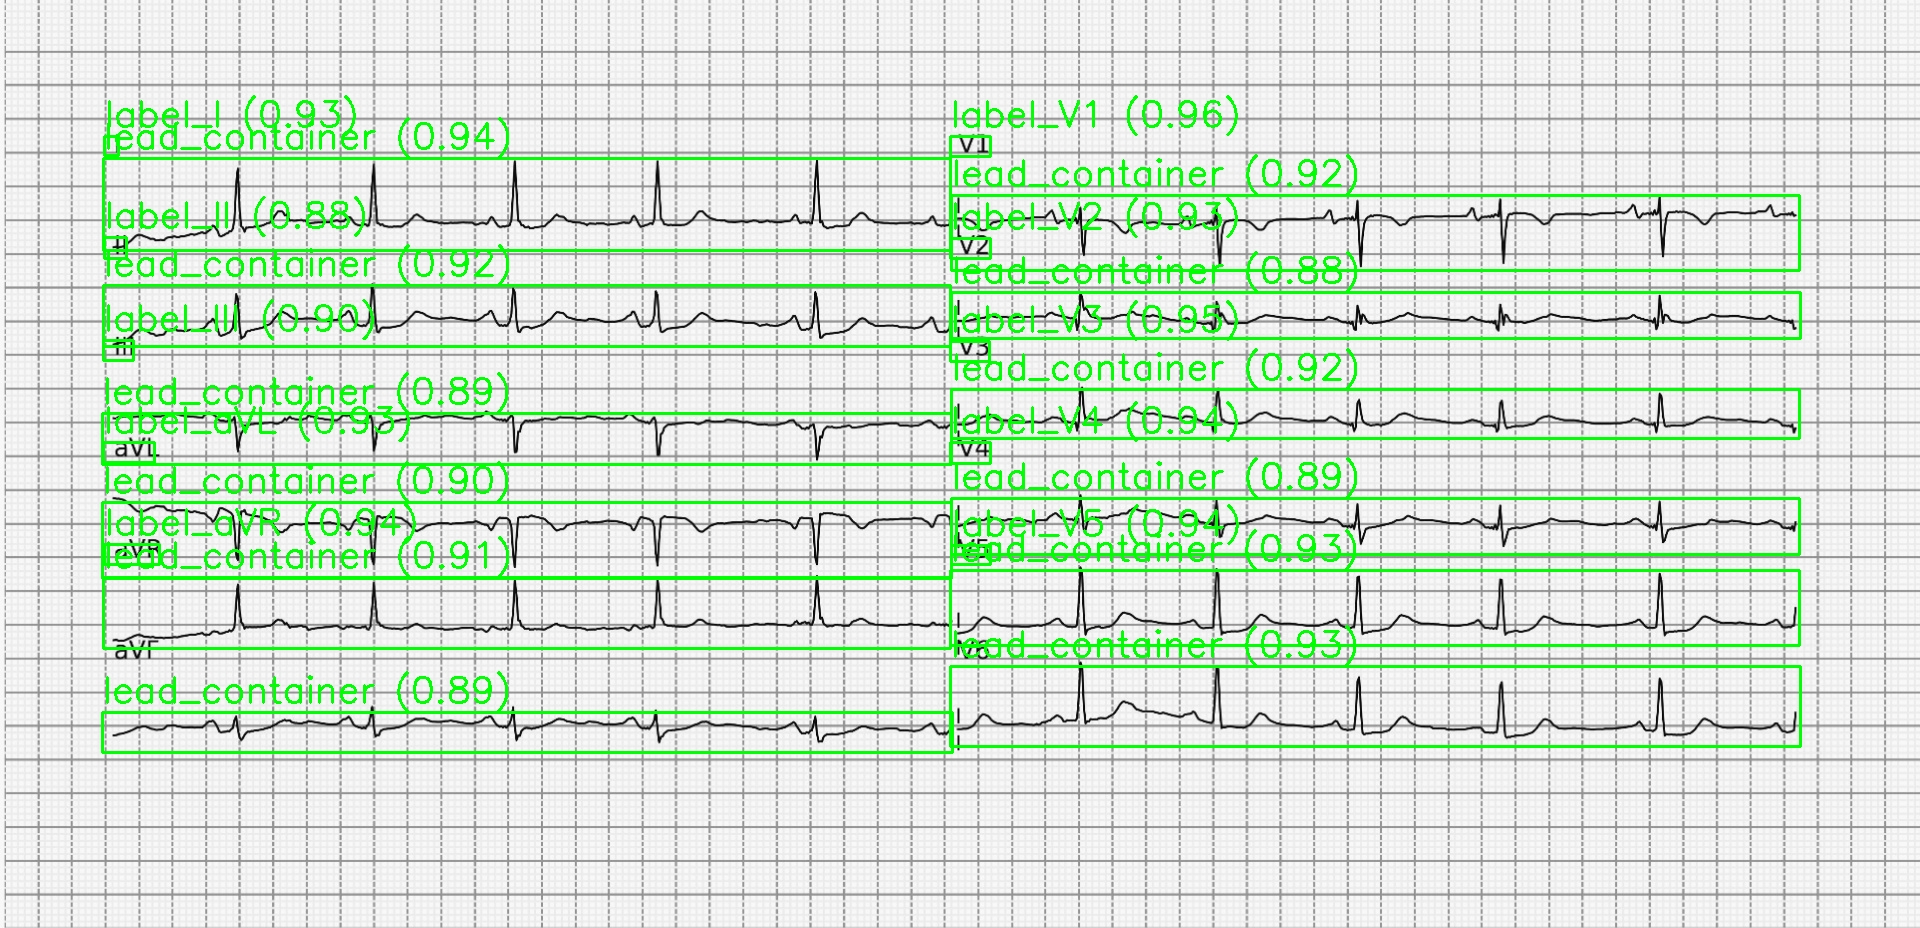 label_I (0.93)
lead_container (0.94)
I
label_II (0.88)
II
lead_container (0.92)
label_III (0.90)
III
lead_container (0.89)
label_aVL (0.93)
aVL
lead_container (0.90)
label_aVR (0.94)
aVR
lead_container (0.91)
aVF
lead_container (0.89)
label_V1 (0.96)
V1
lead_container (0.92)
label_V2 (0.93)
V2
lead_container (0.88)
label_V3 (0.95)
V3
lead_container (0.92)
label_V4 (0.94)
V4
lead_container (0.89)
label_V5 (0.94)
V5
lead_container (0.93)
V6
lead_container (0.93)